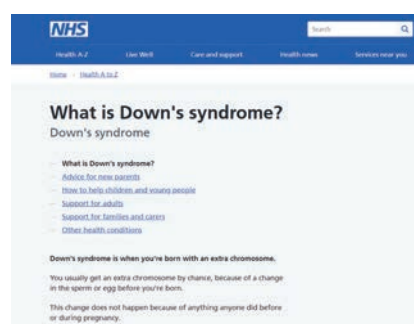 NHS
Search
Health A-Z Live Well Care and support Health news Services near you
Home Health A to Z
What is Down's syndrome?
Down's syndrome
— What is Down's syndrome?
— Advice for new parents
— How to help children and young people
— Support for adults
— Support for families and carers
— Other health conditions
Down's syndrome is when you're born with an extra chromosome.
You usually get an extra chromosome by chance, because of a change
in the sperm or egg before you're born.
This change does not happen because of anything anyone did before
or during pregnancy.